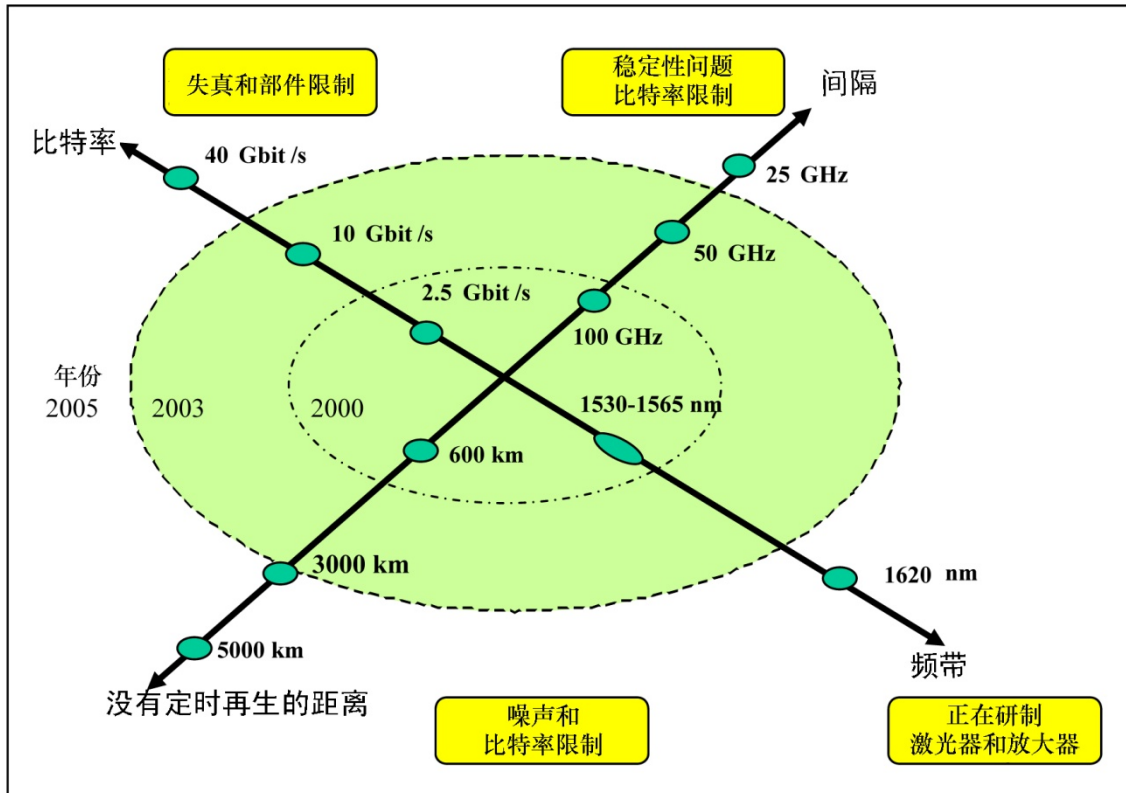 失真和部件限制
稳定性问题
比特率限制
间隔
比特率
40 Gbit /s
25 GHz
10 Gbit /s
50 GHz
2.5 Gbit /s
100 GHz
年份
2005
2003
2000
1530-1565 nm
600 km
3000 km
1620 nm
5000 km
频带
没有定时再生的距离
噪声和
比特率限制
正在研制
激光器和放大器